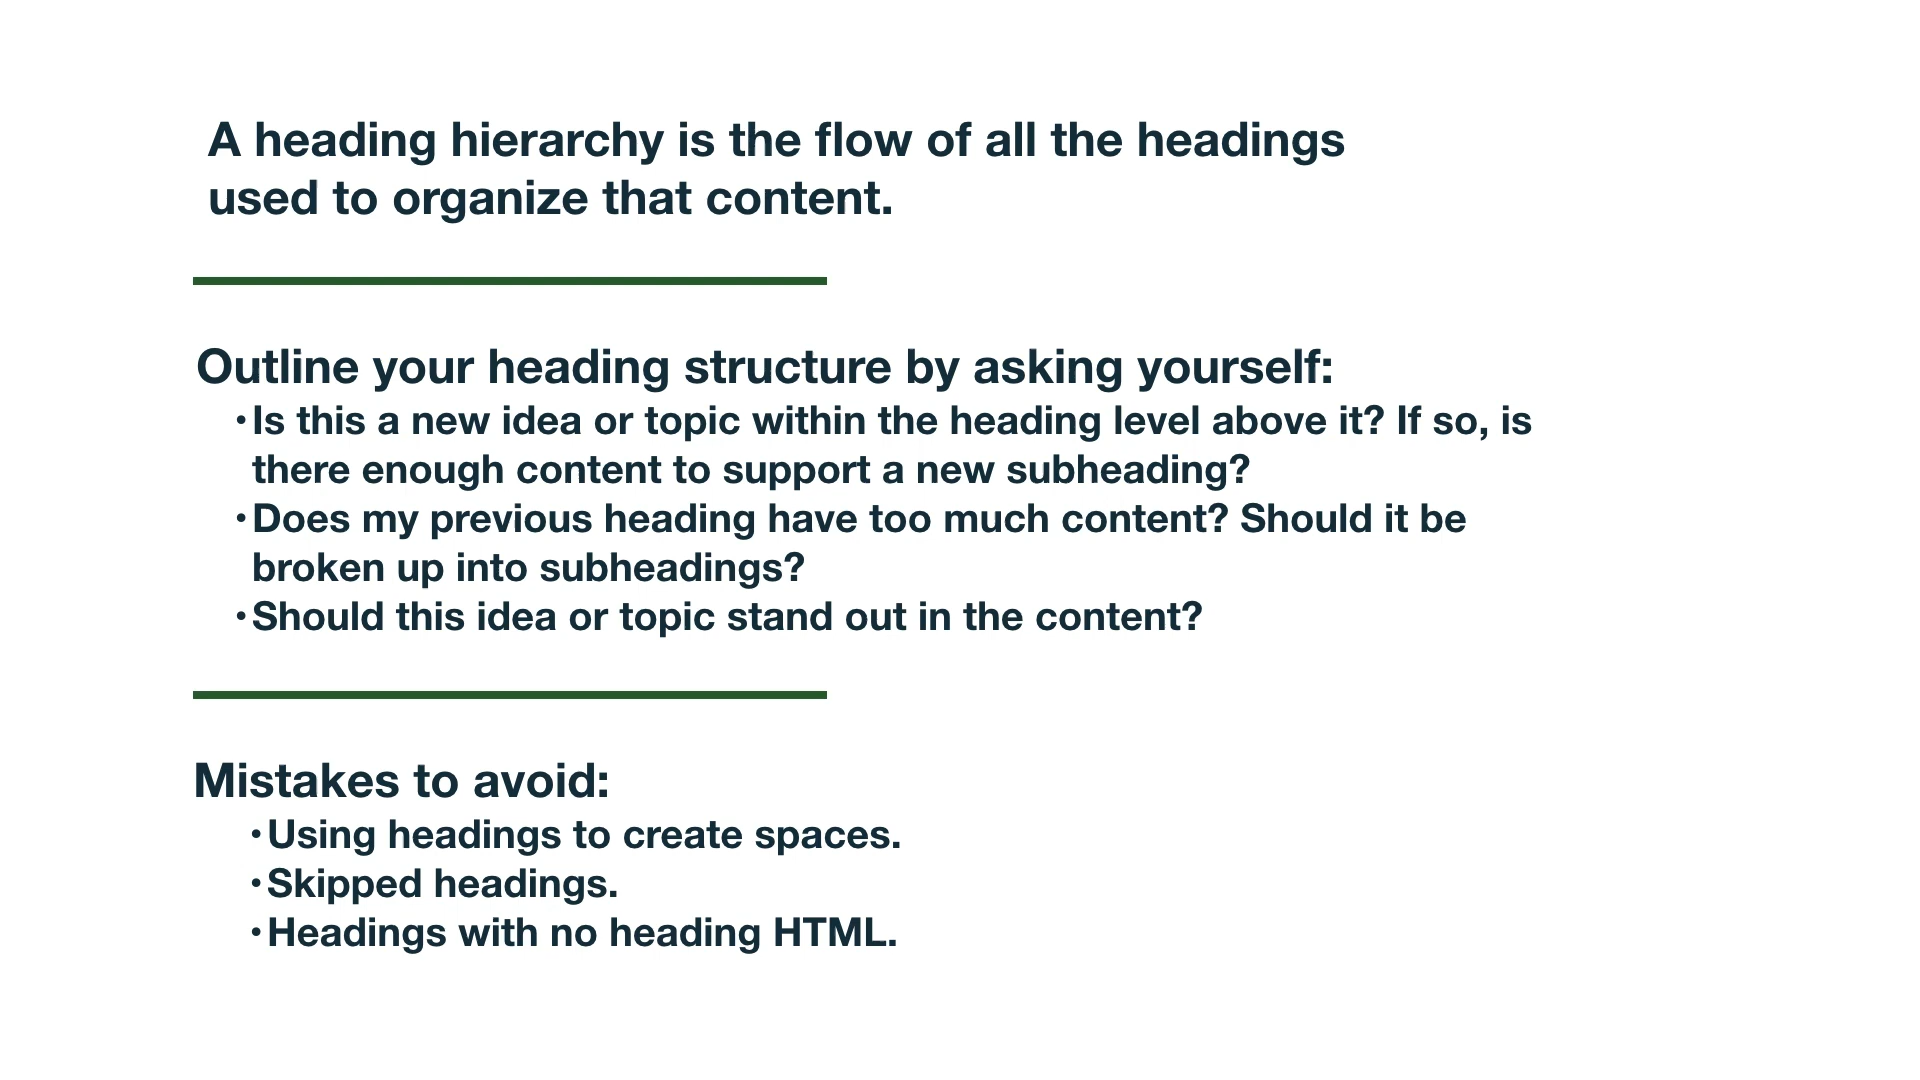 A heading hierarchy is the flow of all the headings
used to organize that content.
Outline your heading structure by asking yourself:
•Is this a new idea or topic within the heading level above it? If so, is
there enough content to support a new subheading?
•Does my previous heading have too much content? Should it be
broken up into subheadings?
•Should this idea or topic stand out in the content?
Mistakes to avoid:
•Using headings to create spaces.
•Skipped headings.
•Headings with no heading HTML.